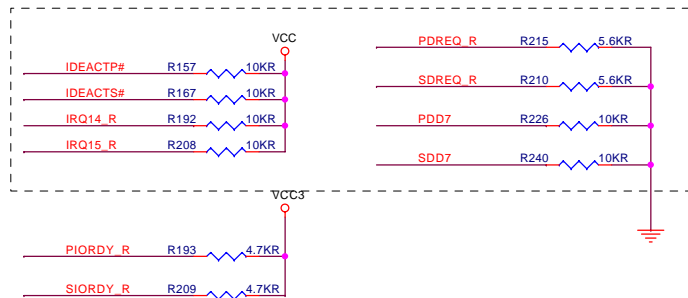 VCC
PDREQ_R R215 5.6KR
IDEACTP# R157 10KR
SDREQ_R R210 5.6KR
IDEACTS# R167 10KR
IRQ14_R R192 10KR
PDD7 R226 10KR
IRQ15_R R208 10KR
SDD7 R240 10KR
VCC3
PIORDY_R R193 4.7KR
SIORDY_R R209 4.7KR